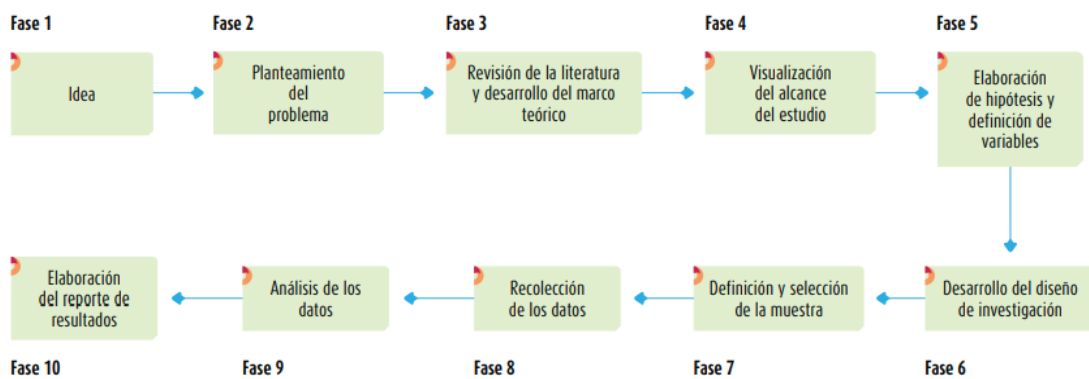 Fase 1
Idea
Fase 2
Planteamiento
del
problema
Fase 3
Revisión de la literatura
y desarrollo del marco
teórico
Fase 4
Visualización
del alcance
del estudio
Fase 5
Elaboración
de hipótesis y
definición de
variables
Desarrollo del diseño
de investigación
Fase 6
Definición y selección
de la muestra
Fase 7
Recolección
de los datos
Fase 8
Análisis de los
datos
Fase 9
Elaboración
del reporte de
resultados
Fase 10